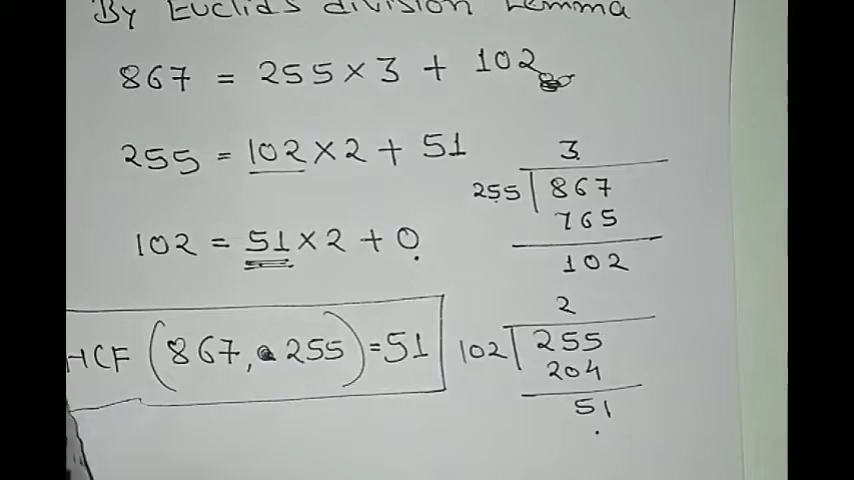 By Euclid's division Lemma
867 = 255 × 3 + 102
255 = 102 × 2 + 51
102 = 51 × 2 + 0
HCF (867, 255) = 51
3
255 867
765
102
2
102 255
204
51